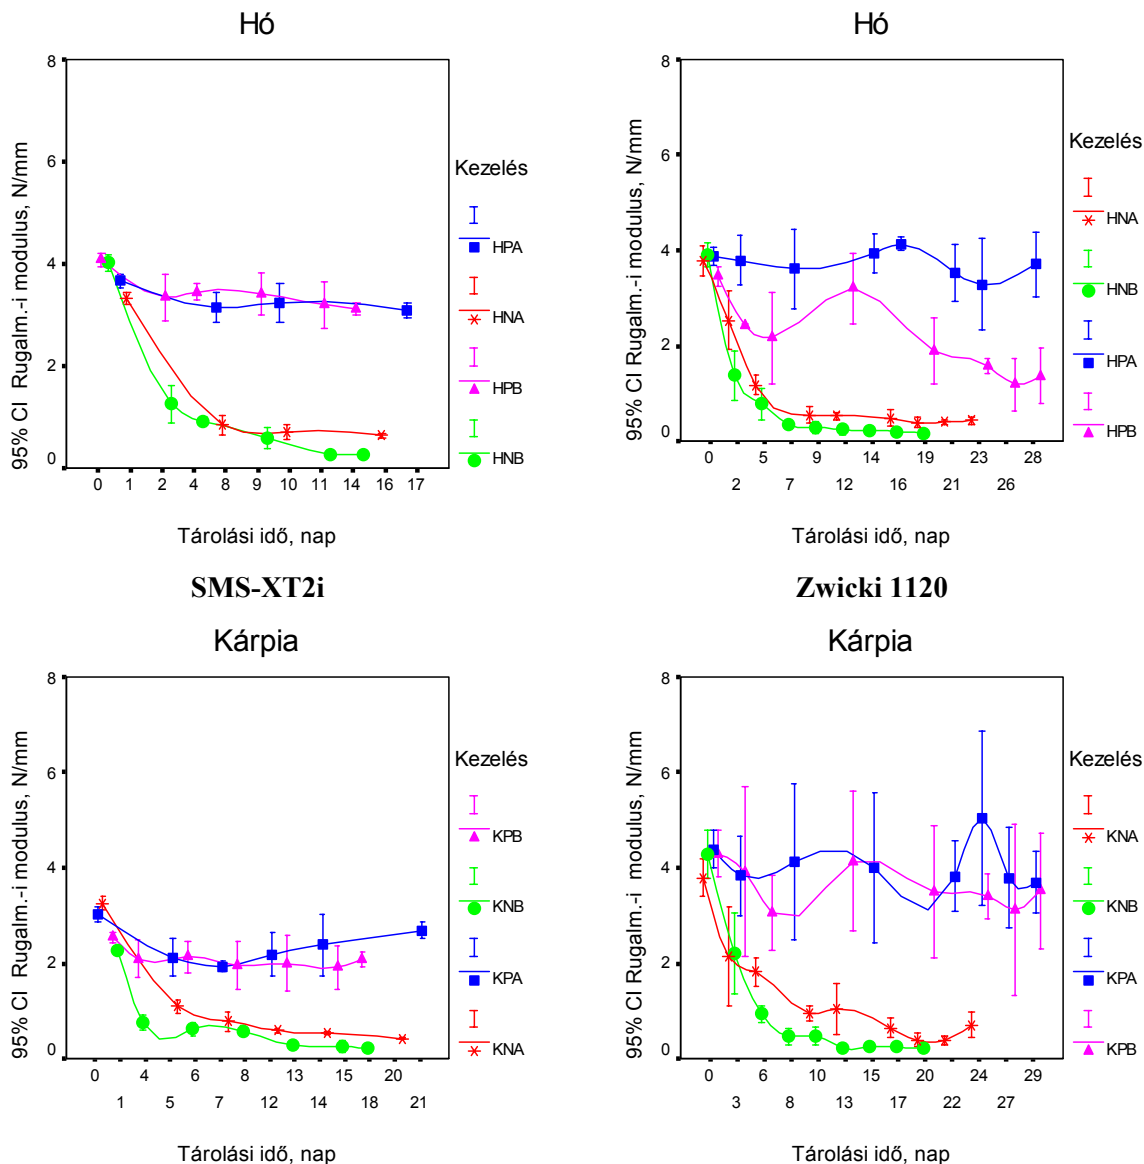 Hó
8
6
4
2
0
95% CI Rugalm.-i modulus, N/mm
0 1 2 4 8 9 10 11 14 16 17
Tárolási idő, nap
Kezelés
HPA
HNA
HPB
HNB
Hó
8
6
4
2
0
95% CI Rugalm.-i modulus, N/mm
0 5 9 14 19 23 28
2 7 12 16 21 26
Tárolási idő, nap
Kezelés
HNA
HNB
HPA
HPB
SMS-XT2i
Zwicki 1120
Kárpia
8
6
4
2
0
95% CI Rugalm.-i modulus, N/mm
0 4 6 8 13 15 20
1 5 7 12 14 18 21
Tárolási idő, nap
Kezelés
KPB
KNB
KPA
KNA
Kárpia
8
6
4
2
0
95% CI Rugalm.-i modulus, N/mm
0 6 10 15 20 24 29
3 8 13 17 22 27
Tárolási idő, nap
Kezelés
KNA
KNB
KPA
KPB